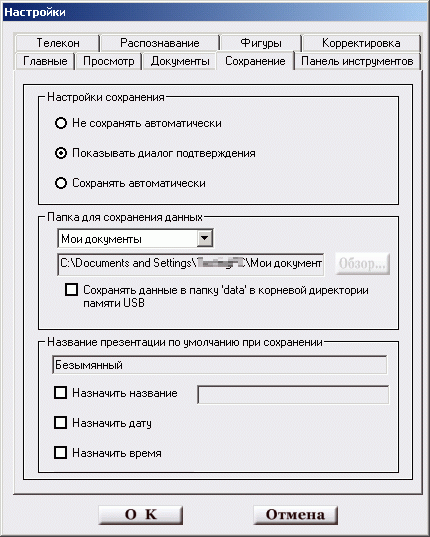 Настройки
Телекон Распознавание Фигуры Корректировка
Главные Просмотр Документы Сохранение Панель инструментов
Настройки сохранения
Не сохранять автоматически
Показывать диалог подтверждения
Сохранять автоматически
Папка для сохранения данных
Мои документы
C:\Documents and Settings\ \Мои документ Обзор...
Сохранять данные в папку 'data' в корневой директории
памяти USB
Название презентации по умолчанию при сохранении
Безымянный
Назначить название
Назначить дату
Назначить время
О К Отмена